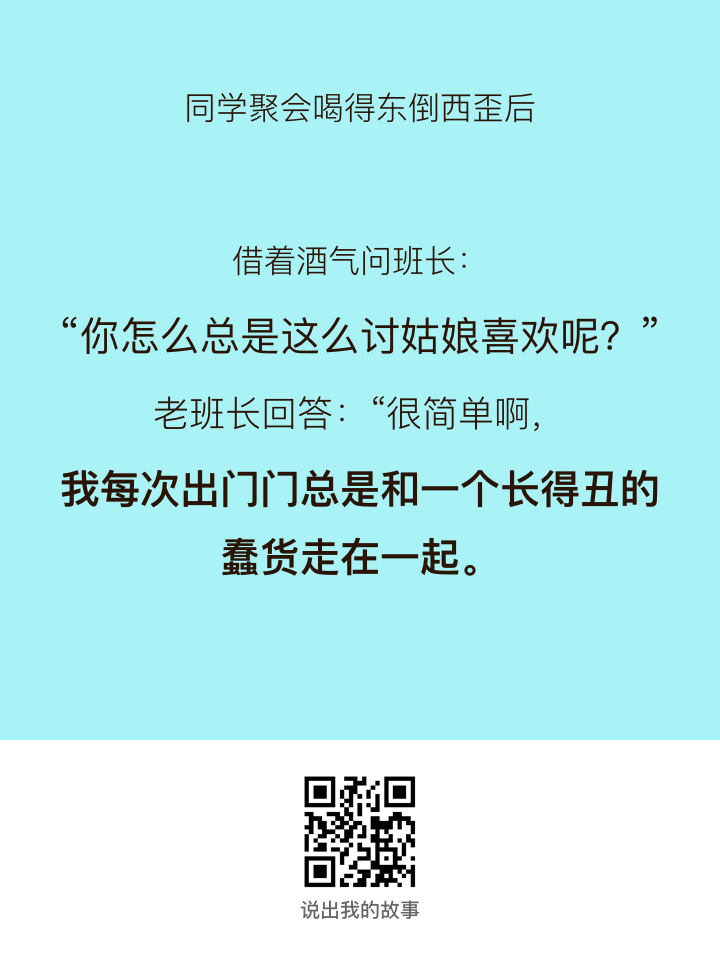 同学聚会喝得东倒西歪后
借着酒气问班长：
“你怎么总是这么讨姑娘喜欢呢？”
老班长回答：“很简单啊，
我每次出门门总是和一个长得丑的
蠢货走在一起。
说出我的故事